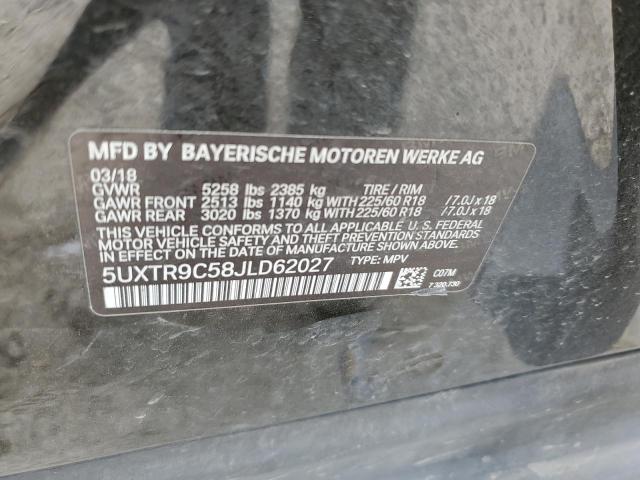 MFD BY BAYERISCHE MOTOREN WERKE AG
03/18
GVWR 5258 lbs 2385 kg TIRE / RIM
GAWR FRONT 2513 lbs 1140 kg WITH 225/60 R18 /7.0J x 18
GAWR REAR 3020 lbs 1370 kg WITH 225/60 R18 /7.0J x 18
THIS VEHICLE CONFORMS TO ALL APPLICABLE U.S. FEDERAL
MOTOR VEHICLE SAFETY STANDARDS
IN EFFECT ON THE DATE OF MANUFACTURE SHOWN ABOVE.
5UXTR9C58JLD62027 TYPE: MPV
C07M
7 320.730